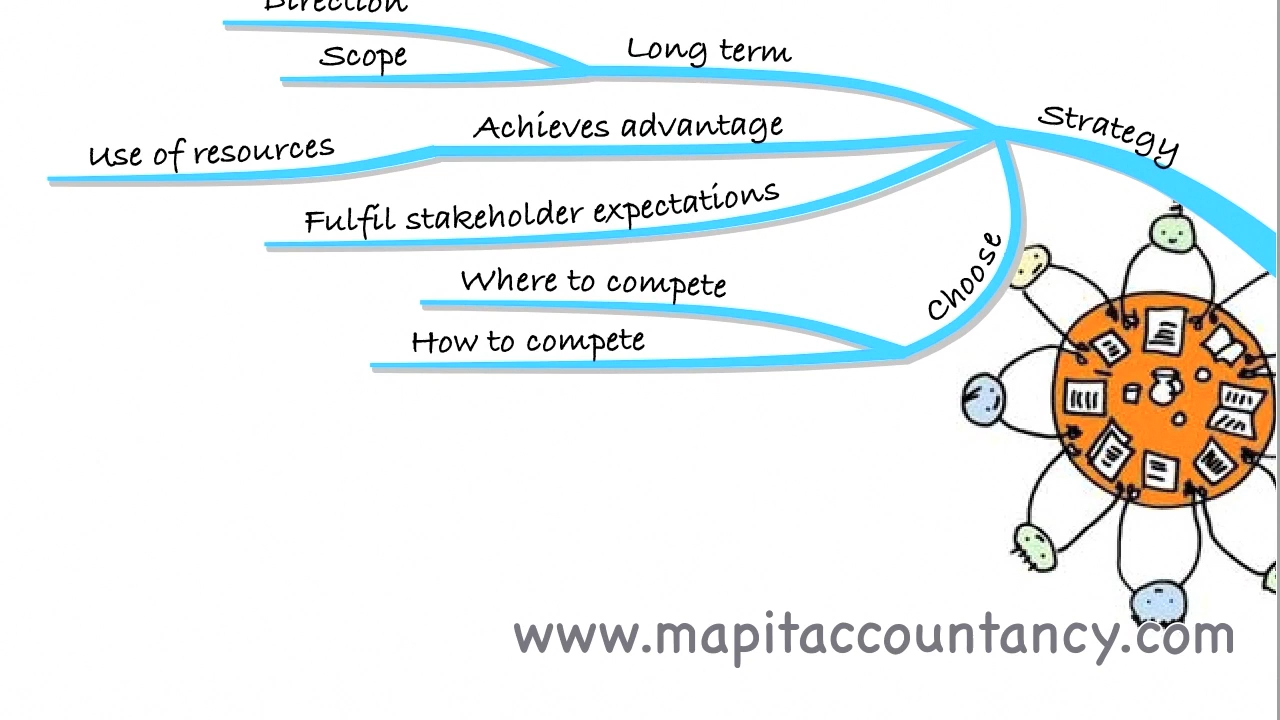 Direction
Scope
Long term
Strategy
Achieves advantage
Use of resources
Fulfil stakeholder expectations
Choose
Where to compete
How to compete
www.mapitaccountancy.com